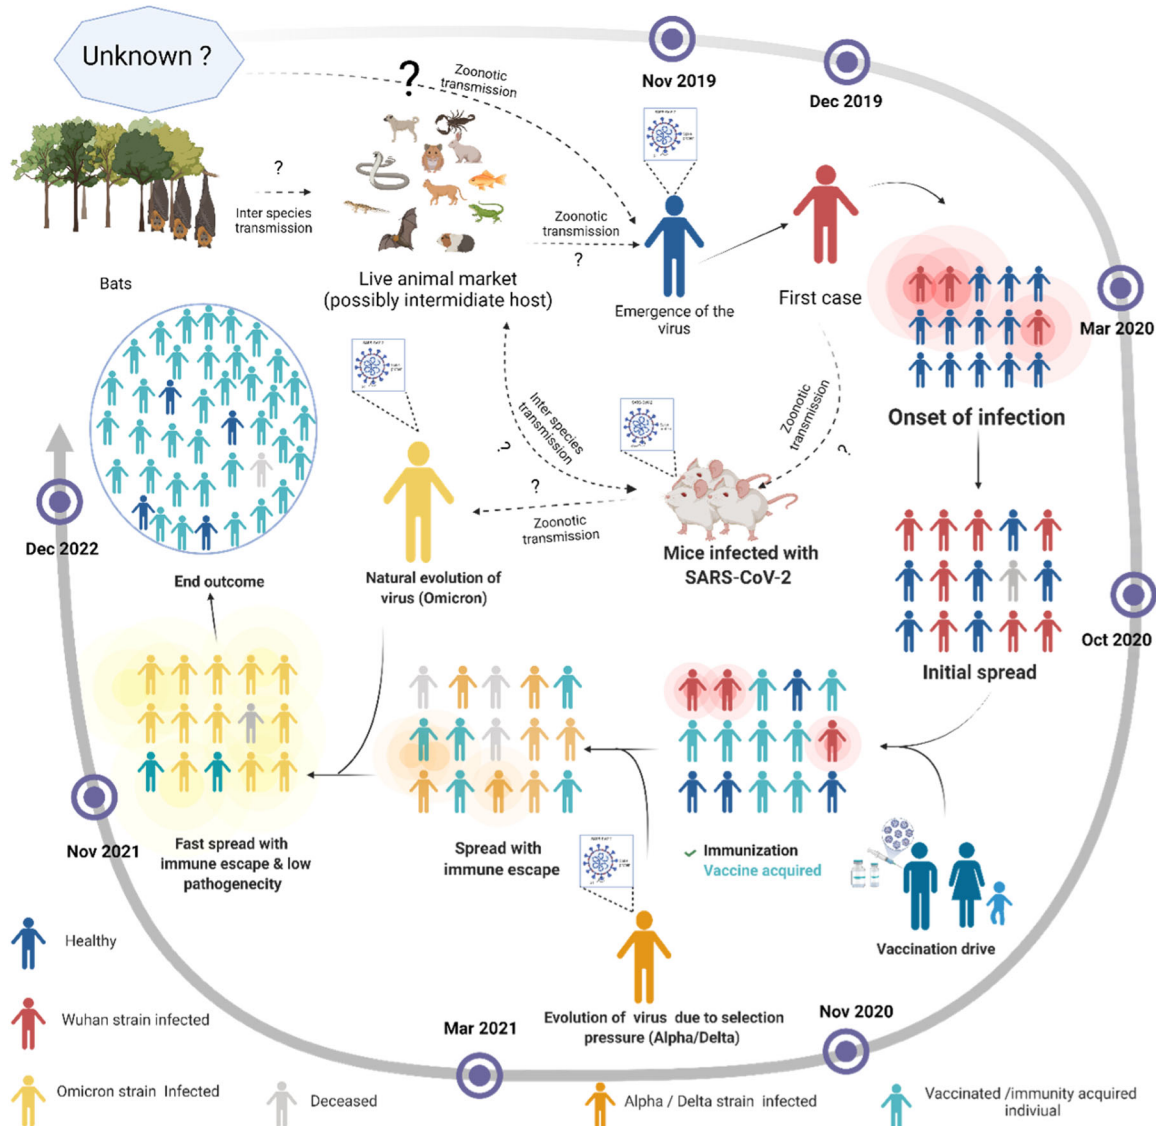 Unknown ?
Nov 2019
Dec 2019
?
Zoonotic
transmission
?
Inter species
transmission
Zoonotic
transmission
?
Bats
Live animal market
(possibly intermidiate host)
Emergence of the
virus
First case
Mar 2020
Onset of infection
Inter species
transmission
?
Zoonotic
transmission
?
?
Zoonotic
transmission
Mice infected with
SARS-CoV-2
Dec 2022
End outcome
Natural evolution of
virus (Omicron)
Oct 2020
Initial spread
Nov 2021
Fast spread with
immune escape & low
pathogenecity
Spread with
immune escape
Immunization
Vaccine acquired
Vaccination drive
Evolution of virus due to selection
pressure (Alpha/Delta)
Mar 2021
Nov 2020
Healthy
Wuhan strain infected
Omicron strain Infected
Deceased
Alpha / Delta strain infected
Vaccinated /immunity acquired
indiviual